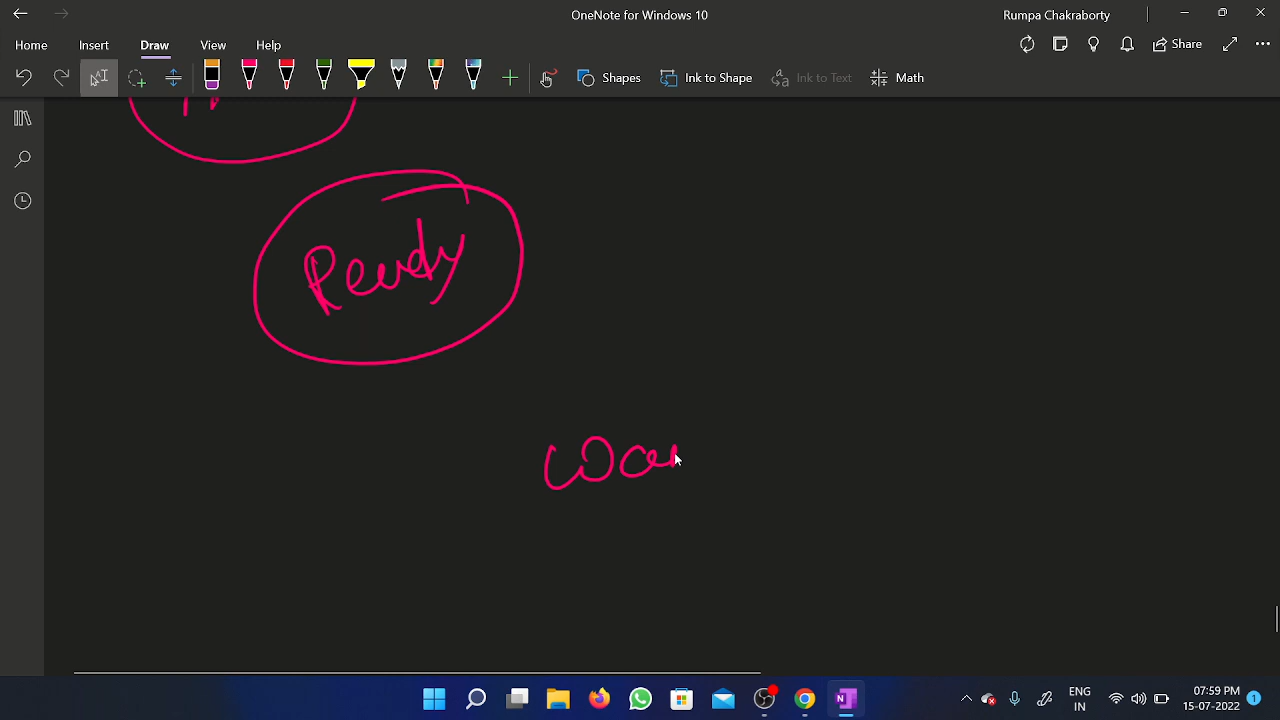 OneNote for Windows 10
Rumpa Chakraborty
Home Insert Draw View Help
Share
Shapes Ink to Shape Ink to Text Math
Ready
ENG
IN
07:59 PM
15-07-2022
1